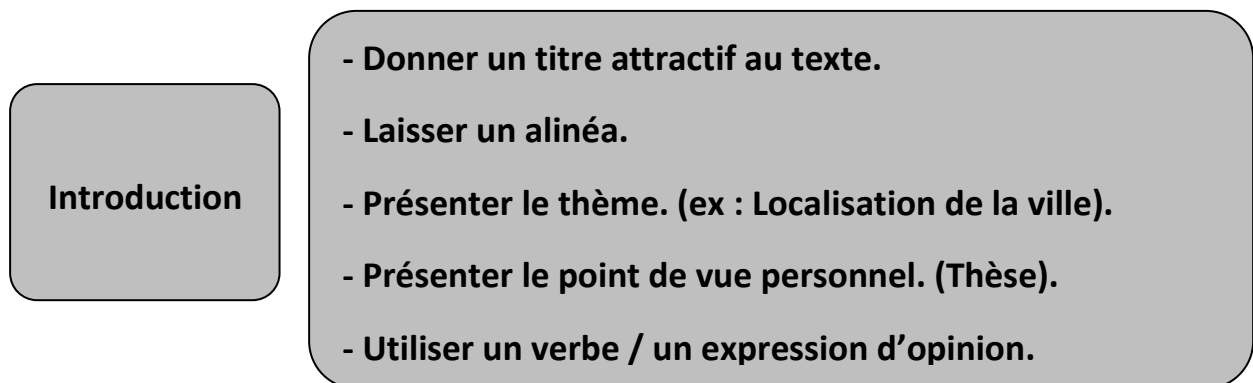 Introduction
- Donner un titre attractif au texte.
- Laisser un alinéa.
- Présenter le thème. (ex : Localisation de la ville).
- Présenter le point de vue personnel. (Thèse).
- Utiliser un verbe / un expression d’opinion.